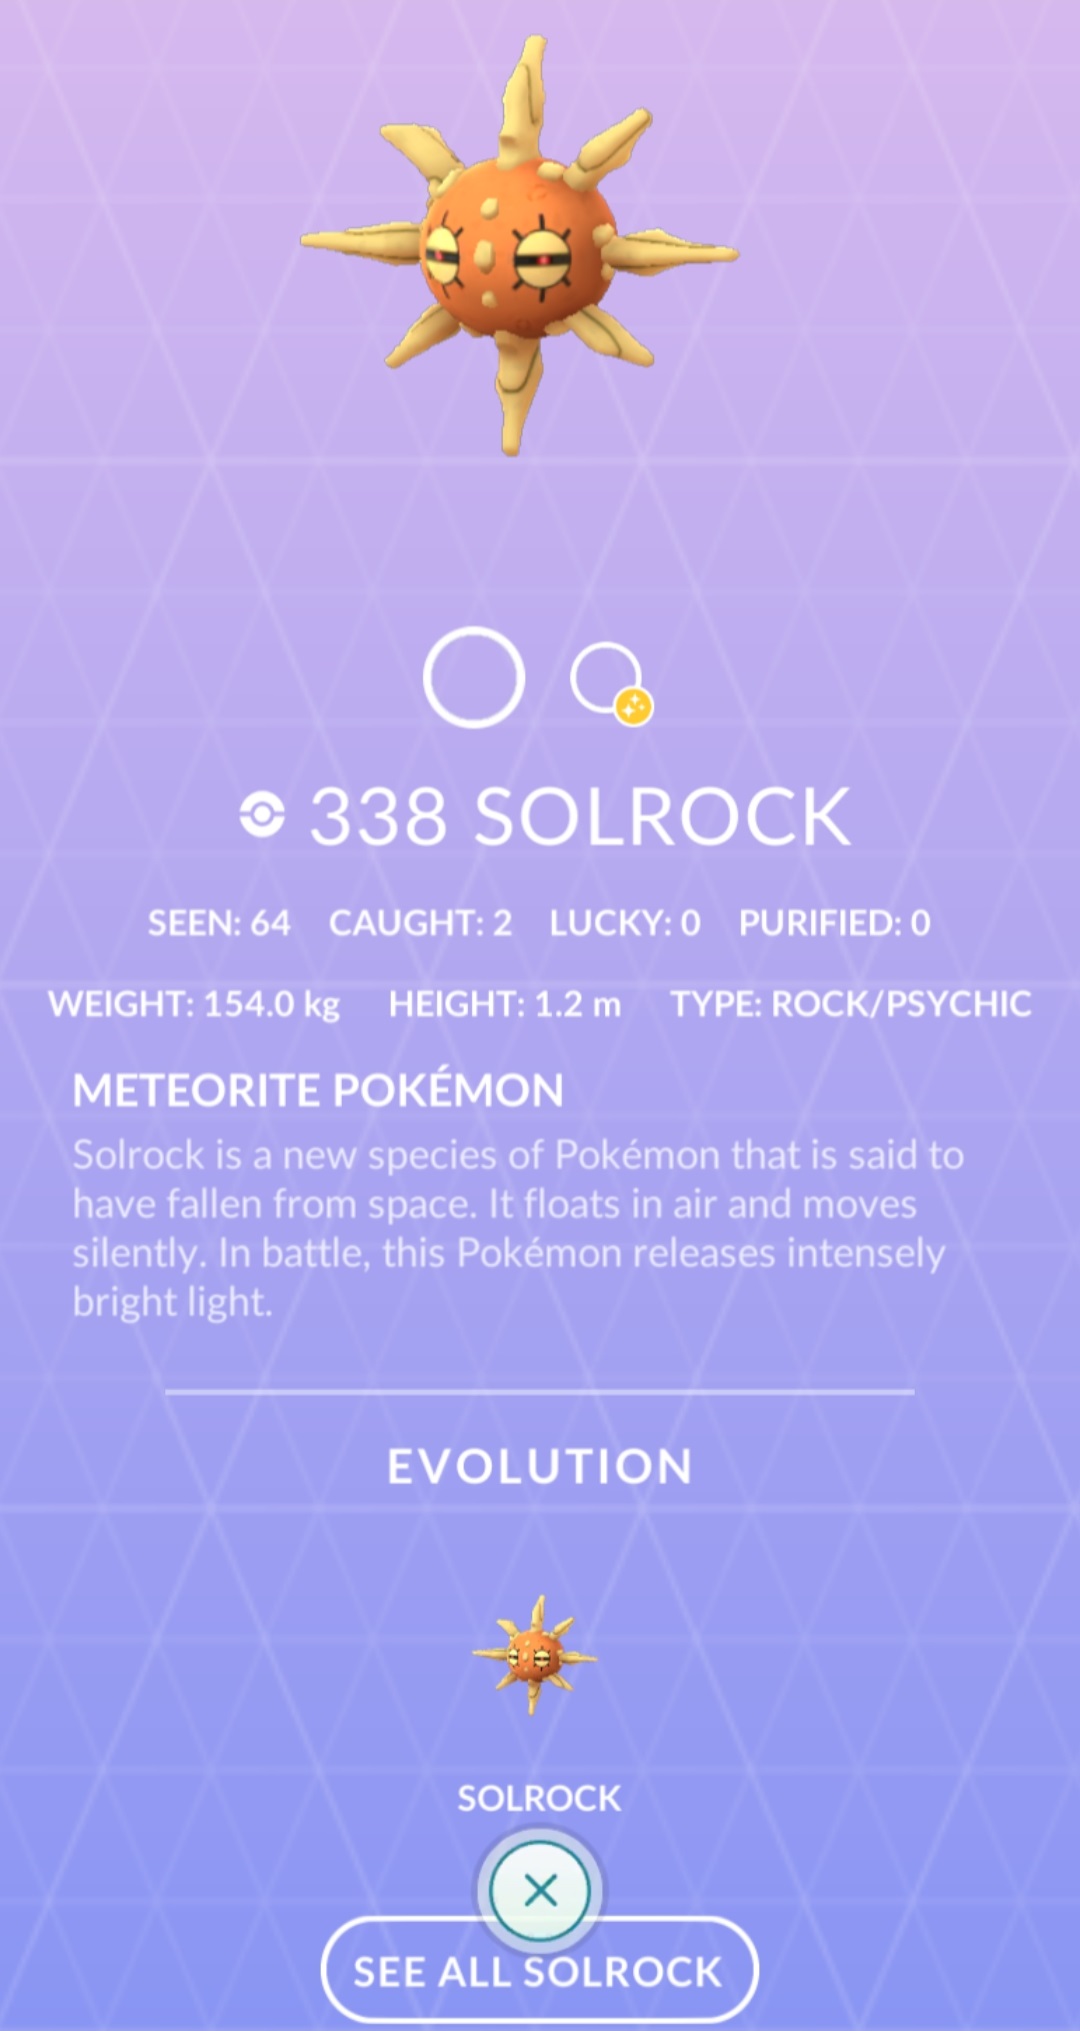 338 SOLROCK
SEEN: 64 CAUGHT: 2 LUCKY: 0 PURIFIED: 0
WEIGHT: 154.0 kg HEIGHT: 1.2 m TYPE: ROCK/PSYCHIC
METEORITE POKÉMON
Solrock is a new species of Pokémon that is said to
have fallen from space. It floats in air and moves
silently. In battle, this Pokémon releases intensely
bright light.
EVOLUTION
SOLROCK
SEE ALL SOLROCK